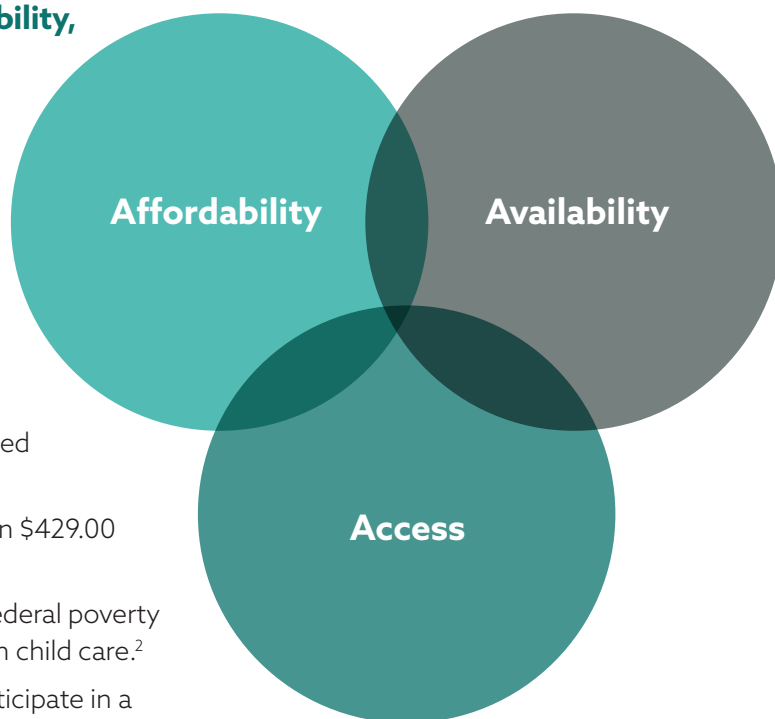 bility,
Affordability
Availability
ed
n $429.00
Access
ederal poverty
n child care.2
ticipate in a